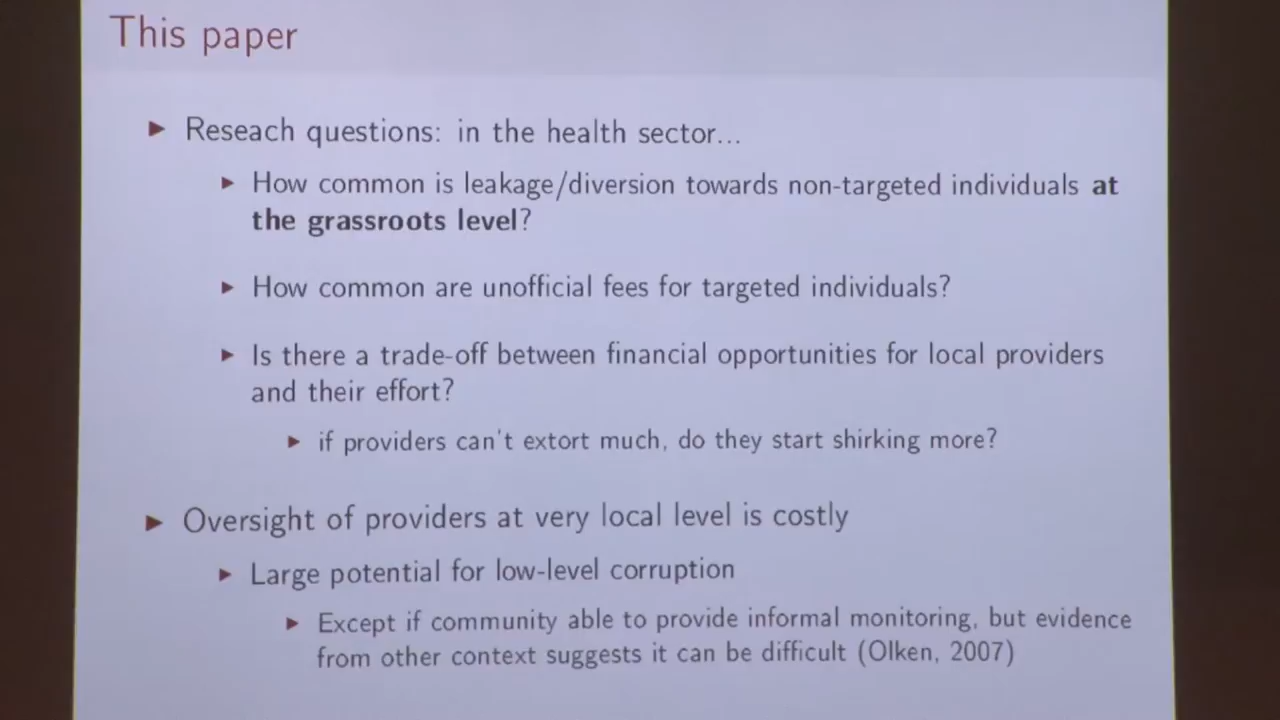 This paper
Reseach questions: in the health sector...
How common is leakage/diversion towards non-targeted individuals at
the grassroots level?
How common are unofficial fees for targeted individuals?
Is there a trade-off between financial opportunities for local providers
and their effort?
if providers can't extort much, do they start shirking more?
Oversight of providers at very local level is costly
Large potential for low-level corruption
Except if community able to provide informal monitoring, but evidence
from other context suggests it can be difficult (Olken, 2007)